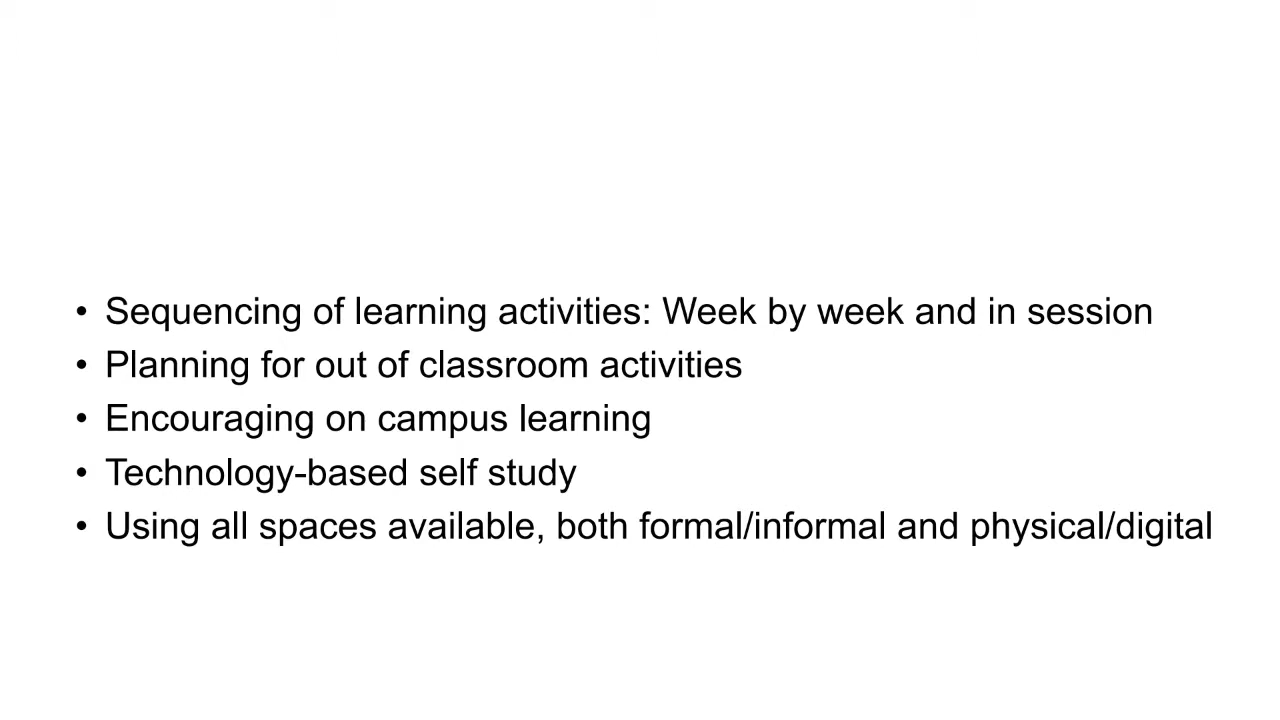 • Sequencing of learning activities: Week by week and in session
• Planning for out of classroom activities
• Encouraging on campus learning
• Technology-based self study
• Using all spaces available, both formal/informal and physical/digital